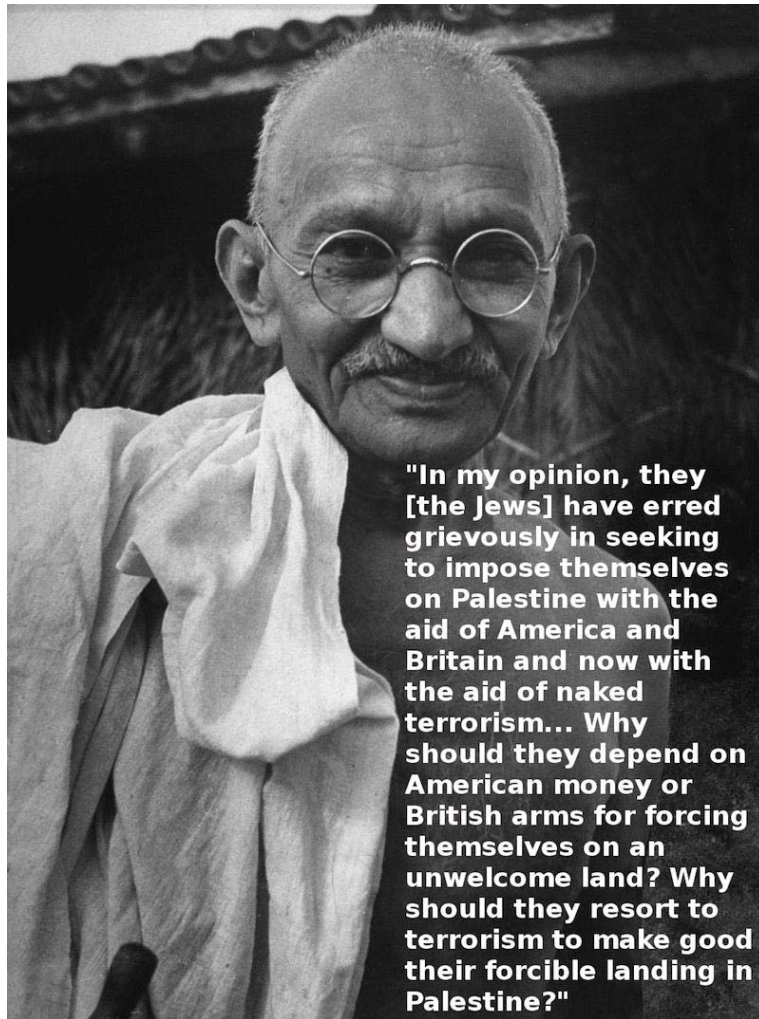 "In my opinion, they
[the Jews] have erred
grievously in seeking
to impose themselves
on Palestine with the
aid of America and
Britain and now with
the aid of naked
terrorism... Why
should they depend on
American money or
British arms for forcing
themselves on an
unwelcome land? Why
should they resort to
terrorism to make good
their forcible landing in
Palestine?"